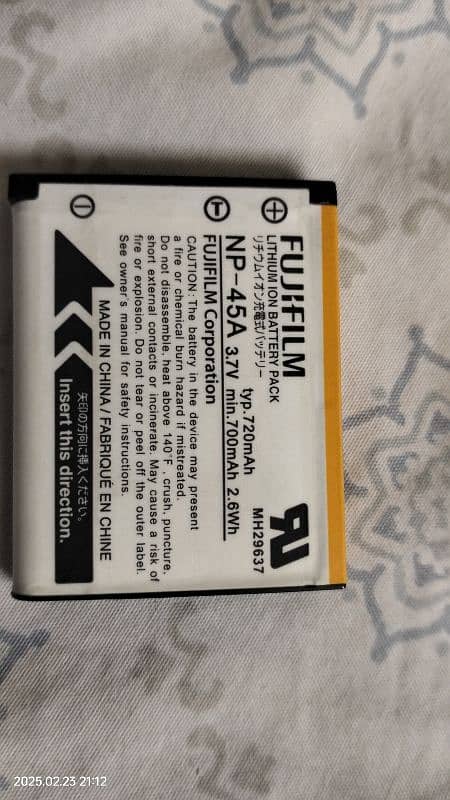 FUJIFILM
LITHIUM ION BATTERY PACK
リチウムイオン充電式バッテリー
typ.720mAh MH29637
NP-45A 3.7V min.700mAh 2.6Wh
FUJIFILM Corporation
CAUTION : The battery in the device may present
a fire or chemical burn hazard if mistreated.
Do not disassemble, heat above 140°F , crush, puncture,
short external contacts or incinerate. May cause a risk of
fire or explosion. Do not tear or peel off the outer label.
See owner's manual for safety instructions.
MADE IN CHINA / FABRIQUÉ EN CHINE
矢印の方向に挿入ください。
Insert this direction.
2025.02.23 21:12